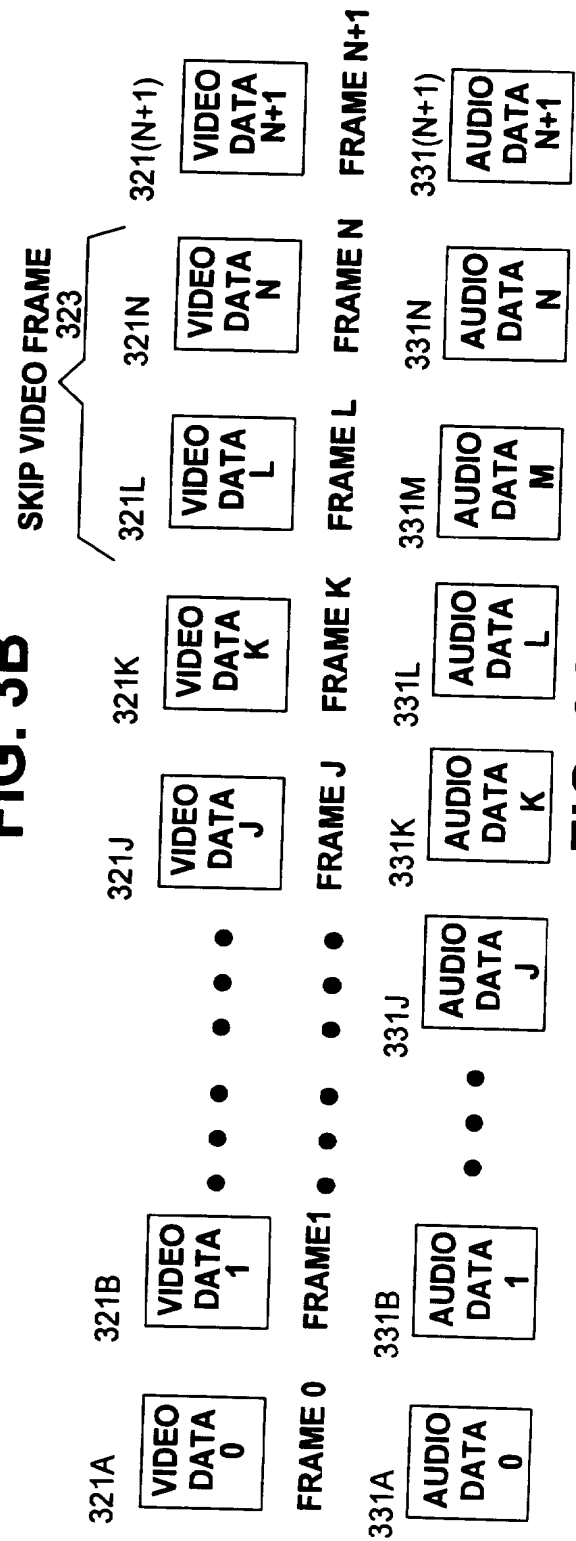 FIG. 3B
SKIP VIDEO FRAME
323
321A
321B
321J
321K
321L
321N
321(N+1)
VIDEO
DATA
0
VIDEO
DATA
1
VIDEO
DATA
J
VIDEO
DATA
K
VIDEO
DATA
L
VIDEO
DATA
N
VIDEO
DATA
N+1
FRAME 0
FRAME1
FRAME J
FRAME K
FRAME L
FRAME N
FRAME N+1
331A
331B
331J
331K
331L
331M
331N
331(N+1)
AUDIO
DATA
0
AUDIO
DATA
1
AUDIO
DATA
J
AUDIO
DATA
K
AUDIO
DATA
L
AUDIO
DATA
M
AUDIO
DATA
N
AUDIO
DATA
N+1